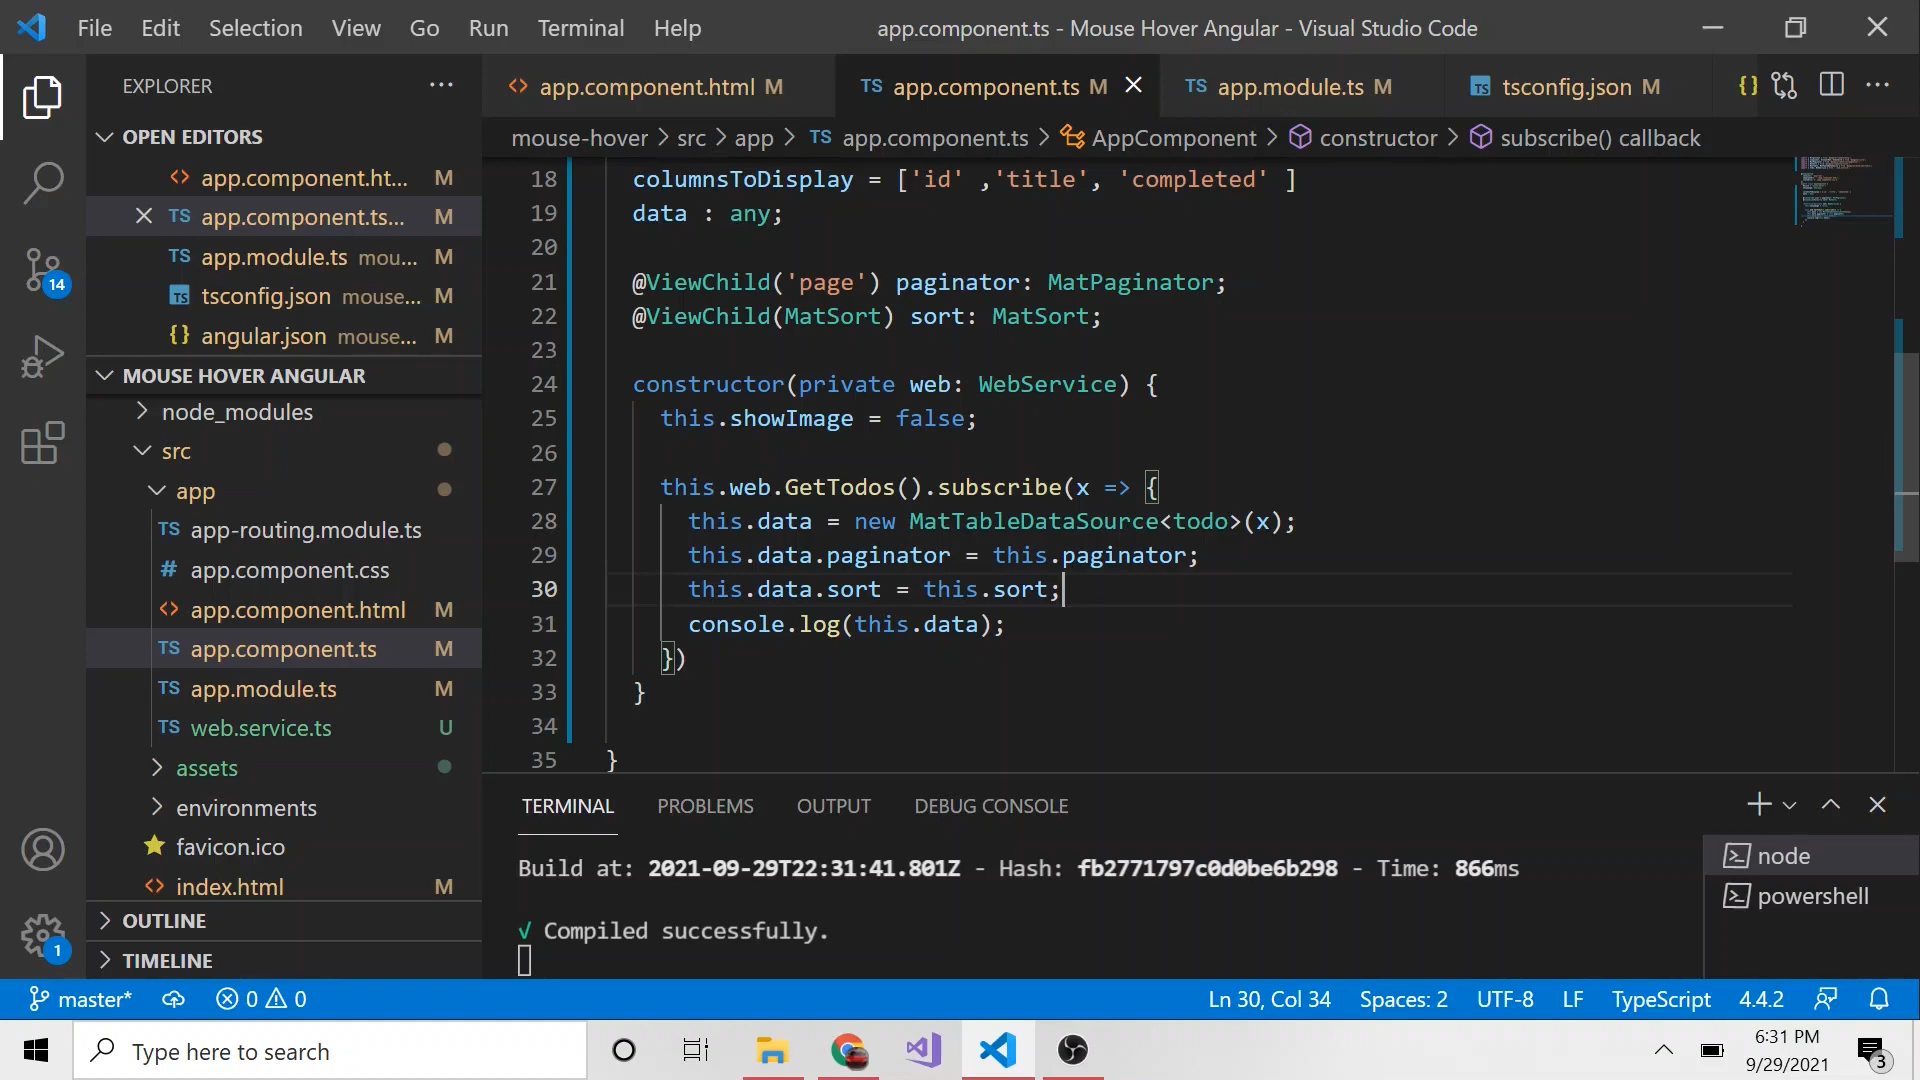 File Edit Selection View Go Run Terminal Help
app.component.ts - Mouse Hover Angular - Visual Studio Code
EXPLORER
OPEN EDITORS
app.component.ht... M
TS app.component.ts... M
TS app.module.ts mou... M
TS tsconfig.json mouse... M
{} angular.json mouse... M
MOUSE HOVER ANGULAR
node_modules
src
app
TS app-routing.module.ts
# app.component.css
<> app.component.html M
TS app.component.ts M
TS app.module.ts M
TS web.service.ts U
assets
environments
favicon.ico
<> index.html M
OUTLINE
TIMELINE
14
1
<> app.component.html M
TS app.component.ts M
TS app.module.ts M
TS tsconfig.json M
{}
mouse-hover > src > app > TS app.component.ts > AppComponent > constructor > subscribe() callback
18 columnsToDisplay = ['id' ,'title', 'completed' ]
19 data : any;
20
21 @ViewChild('page') paginator: MatPaginator;
22 @ViewChild(MatSort) sort: MatSort;
23
24 constructor(private web: WebService) {
25 this.showImage = false;
26
27 this.web.GetTodos().subscribe(x => {
28 this.data = new MatTableDataSource<todo>(x);
29 this.data.paginator = this.paginator;
30 this.data.sort = this.sort;
31 console.log(this.data);
32 })
33 }
34
35 }
TERMINAL PROBLEMS OUTPUT DEBUG CONSOLE
Build at: 2021-09-29T22:31:41.801Z - Hash: fb2771797c0d0be6b298 - Time: 866ms
√ Compiled successfully.
node
powershell
master* 0 0
Ln 30, Col 34 Spaces: 2 UTF-8 LF TypeScript 4.4.2
Type here to search
6:31 PM
9/29/2021
3